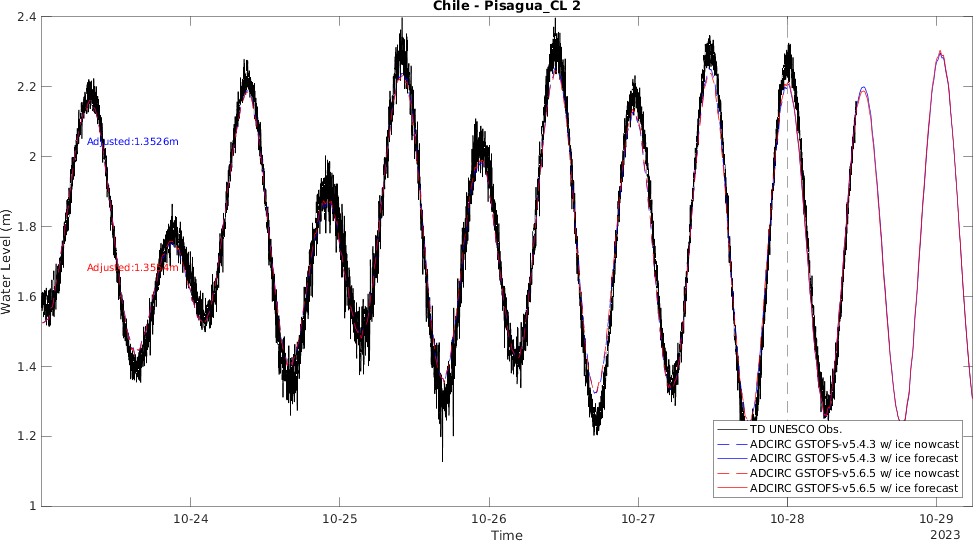 Chile - Pisagua_CL 2
2.4
2.2
2
1.8
1.6
1.4
1.2
1
Water Level (m)
Adjusted:1.3526m
10-24
10-25
10-26
10-27
10-28
10-29
2023
Time
TD UNESCO Obs.
ADCIRC GSTOFS-v5.4.3 w/ ice nowcast
ADCIRC GSTOFS-v5.4.3 w/ ice forecast
ADCIRC GSTOFS-v5.6.5 w/ ice nowcast
ADCIRC GSTOFS-v5.6.5 w/ ice forecast